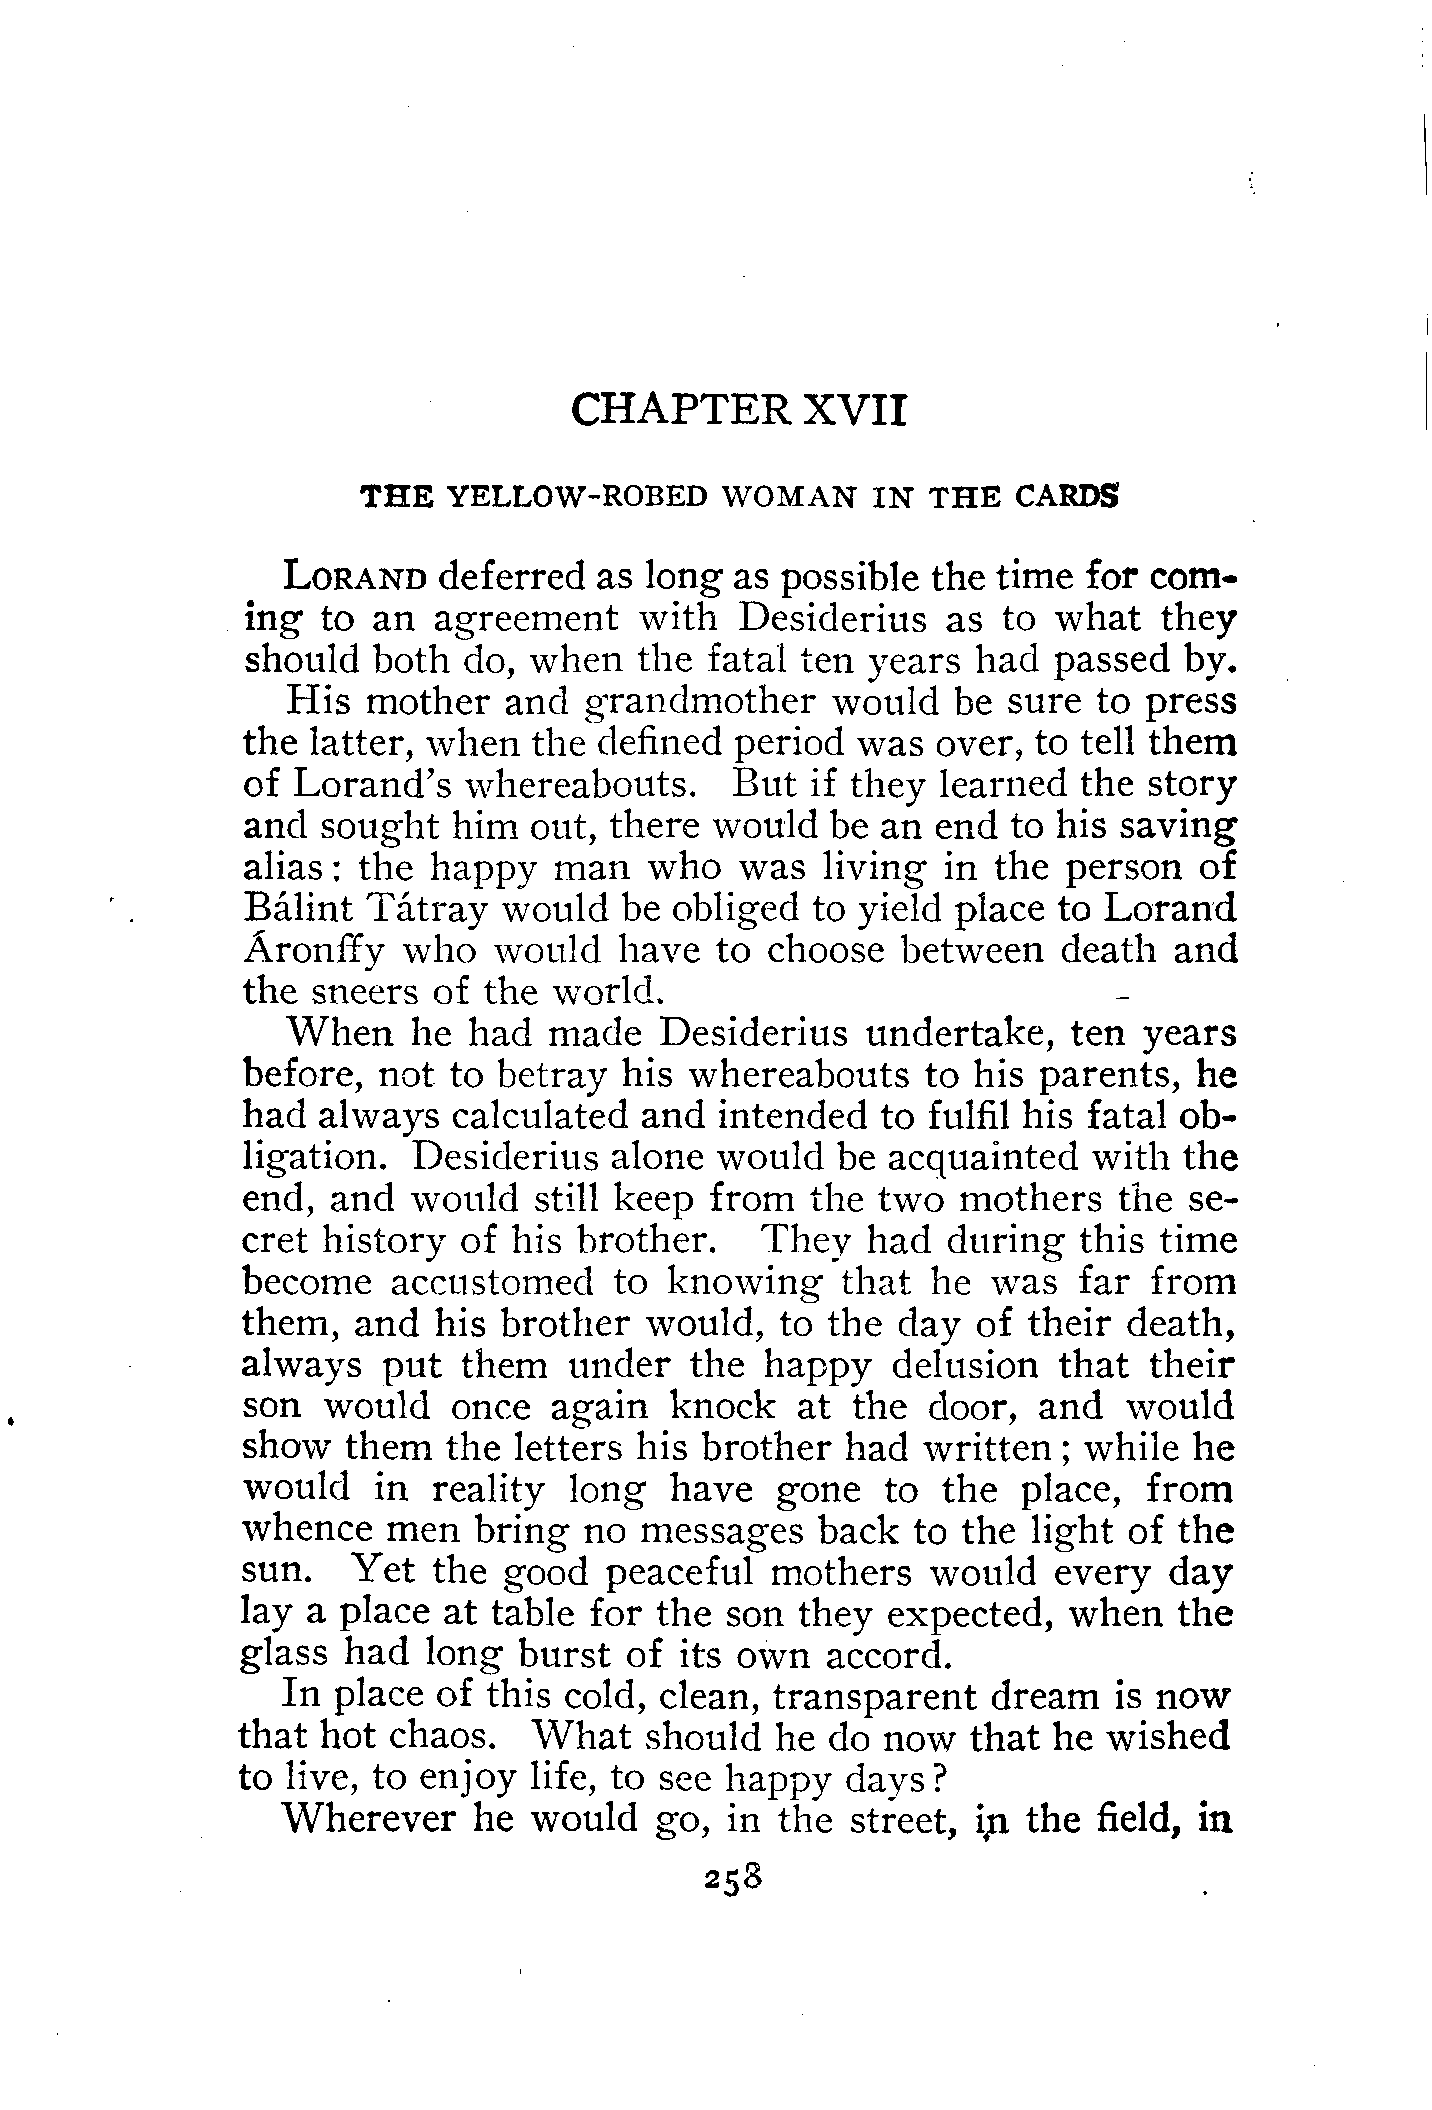 CHAPTER XVII
THE YELLOW-ROBED WOMAN IN THE CARDS
LORAND deferred as long as possible the time for com-
ing to an agreement with Desiderius as to what they
should both do, when the fatal ten years had passed by.
His mother and grandmother would be sure to press
the latter, when the defined period was over, to tell them
of Lorand's whereabouts. But if they learned the story
and sought him out, there would be an end to his saving
alias: the happy man who was living in the person of
Bálint Tátray would be obliged to yield place to Lorand
Áronffy who would have to choose between death and
the sneers of the world.
When he had made Desiderius undertake, ten years
before, not to betray his whereabouts to his parents, he
had always calculated and intended to fulfil his fatal ob-
ligation. Desiderius alone would be acquainted with the
end, and would still keep from the two mothers the se-
cret history of his brother. They had during this time
become accustomed to knowing that he was far from
them, and his brother would, to the day of their death,
always put them under the happy delusion that their
son would once again knock at the door, and would
show them the letters his brother had written; while he
would in reality long have gone to the place, from
whence men bring no messages back to the light of the
sun. Yet the good peaceful mothers would every day
lay a place at table for the son they expected, when the
glass had long burst of its own accord.
In place of this cold, clean, transparent dream is now
that hot chaos. What should he do now that he wished
to live, to enjoy life, to see happy days?
Wherever he would go, in the street, in the field, in
258